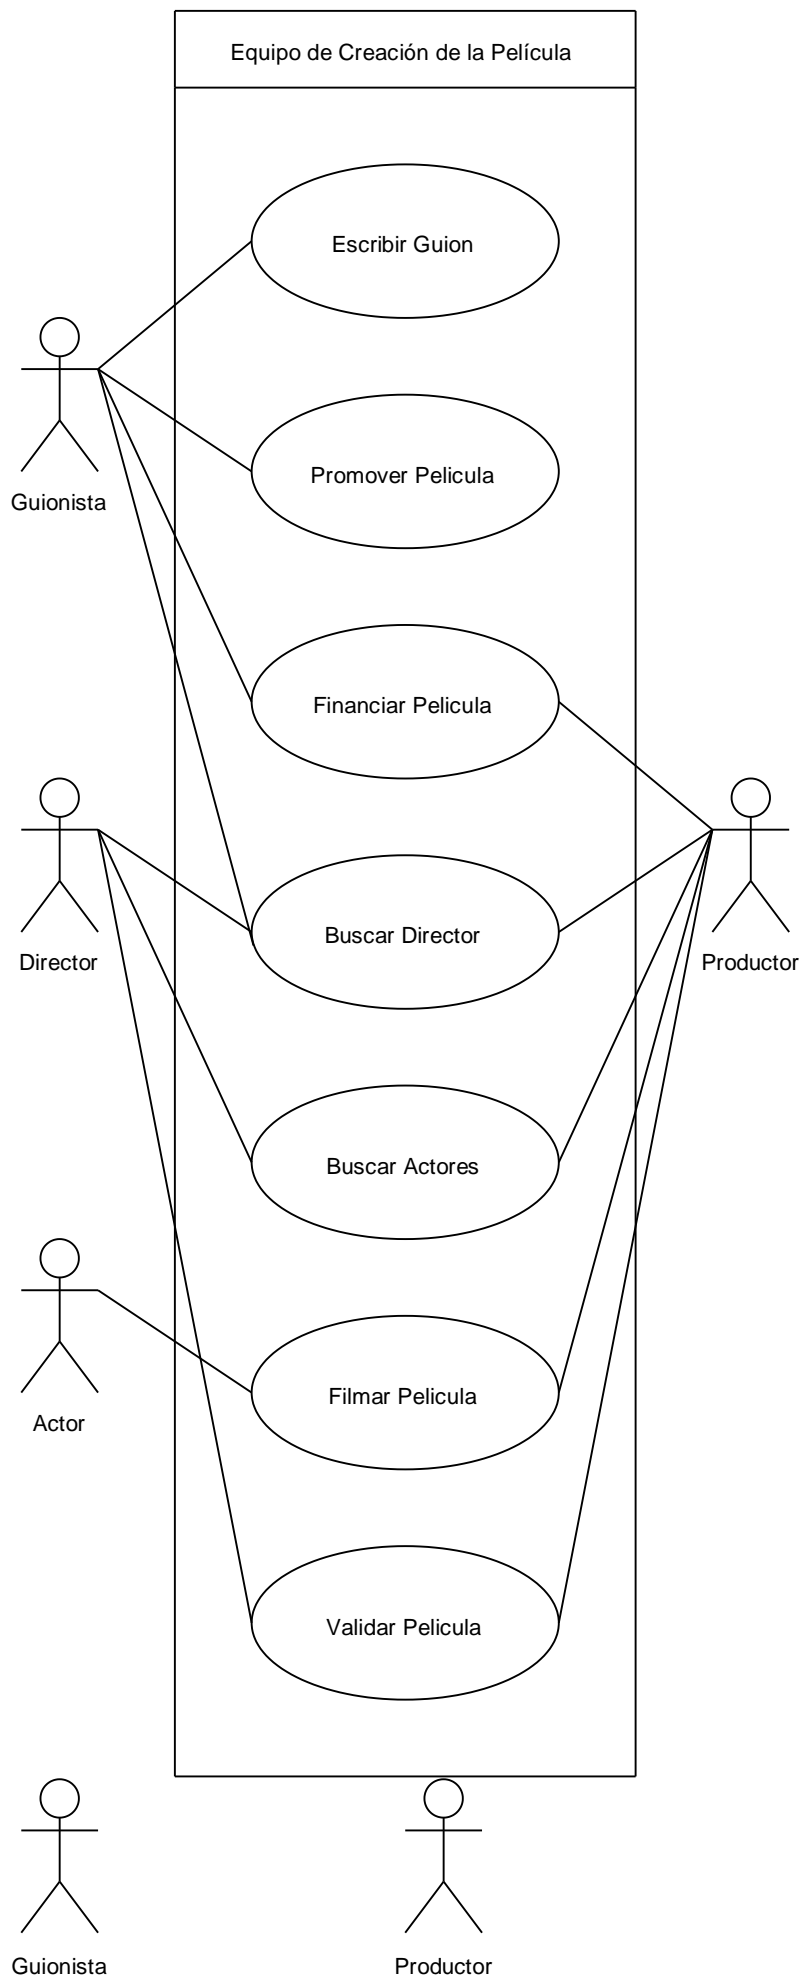 Equipo de Creación de la Película
Escribir Guion
Guionista
Promover Pelicula
Financiar Pelicula
Director
Buscar Director
Productor
Buscar Actores
Actor
Filmar Pelicula
Validar Pelicula
Guionista
Productor